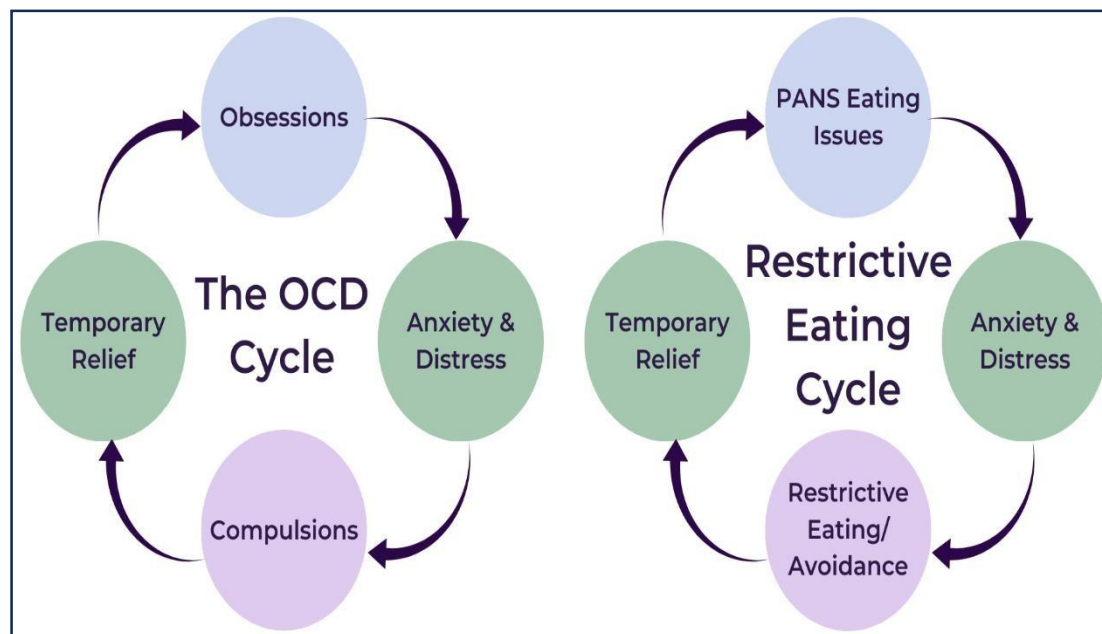 Obsessions
The OCD
Cycle
Anxiety &
Distress
Compulsions
Temporary
Relief
PANS Eating
Issues
Restrictive
Eating
Cycle
Anxiety &
Distress
Restrictive
Eating/
Avoidance
Temporary
Relief